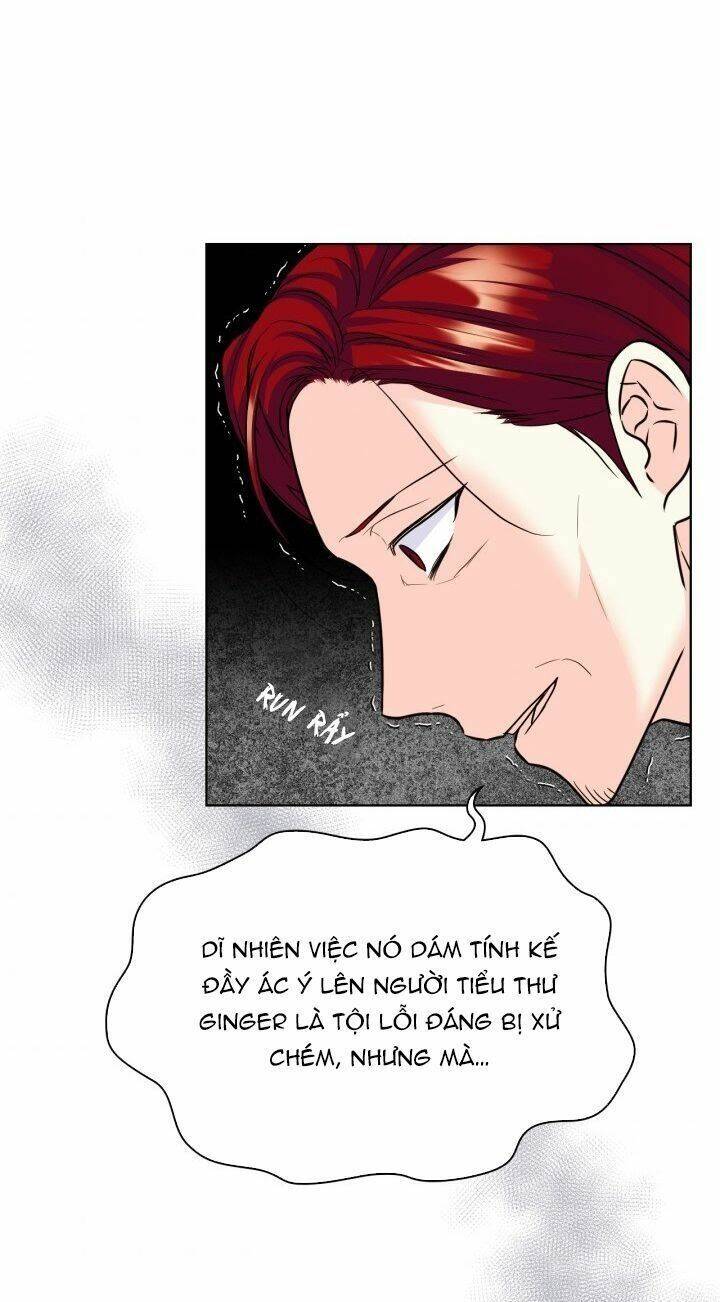 RUN RẨY
DĨ NHIÊN VIỆC NÓ DÁM TÍNH KẾ
ĐẦY ÁC Ý LÊN NGƯỜI TIỂU THƯ
GINGER LÀ TỘI LỖI ĐÁNG BỊ XỬ
CHÉM, NHƯNG MÀ...